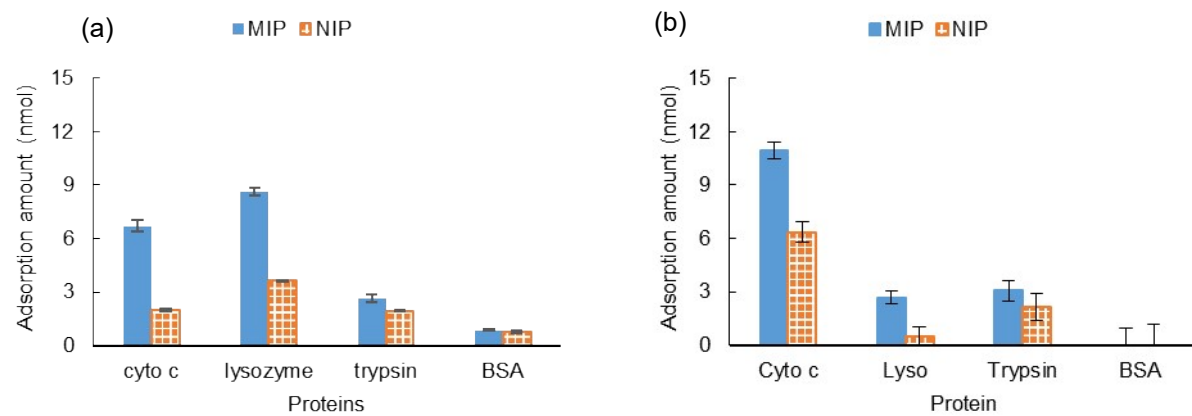 (a)
MIP NIP
15
12
9
6
3
0
Adsorption amount (nmol)
cyto c lysozyme trypsin BSA
Proteins
(b)
MIP NIP
15
12
9
6
3
0
Adsorption amount (nmol)
Cyto c Lyso Trypsin BSA
Protein